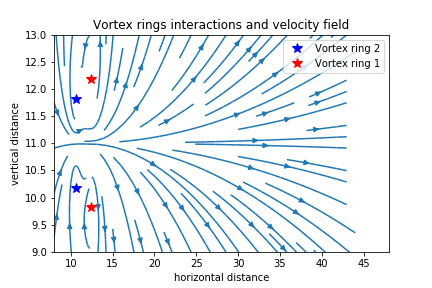 Vortex rings interactions and velocity field
Vortex ring 2
Vortex ring 1
vertical distance
13.0
12.5
12.0
11.5
11.0
10.5
10.0
9.5
9.0
10 15 20 25 30 35 40 45
horizontal distance